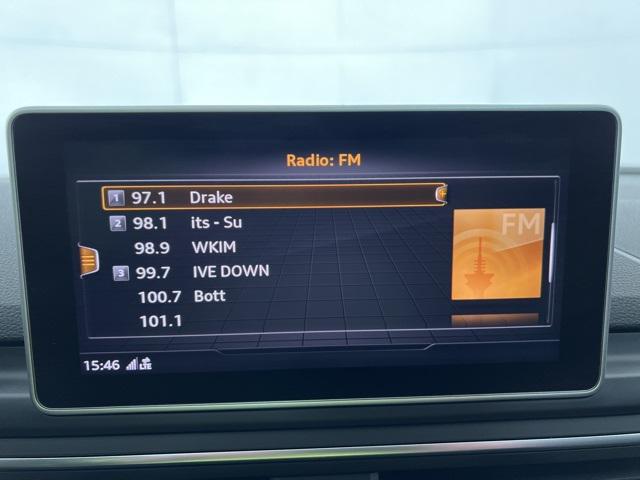 Radio: FM
1 97.1 Drake
2 98.1 its - Su
98.9 WKIM
3 99.7 IVE DOWN
100.7 Bott
101.1
FM
15:46 LTE